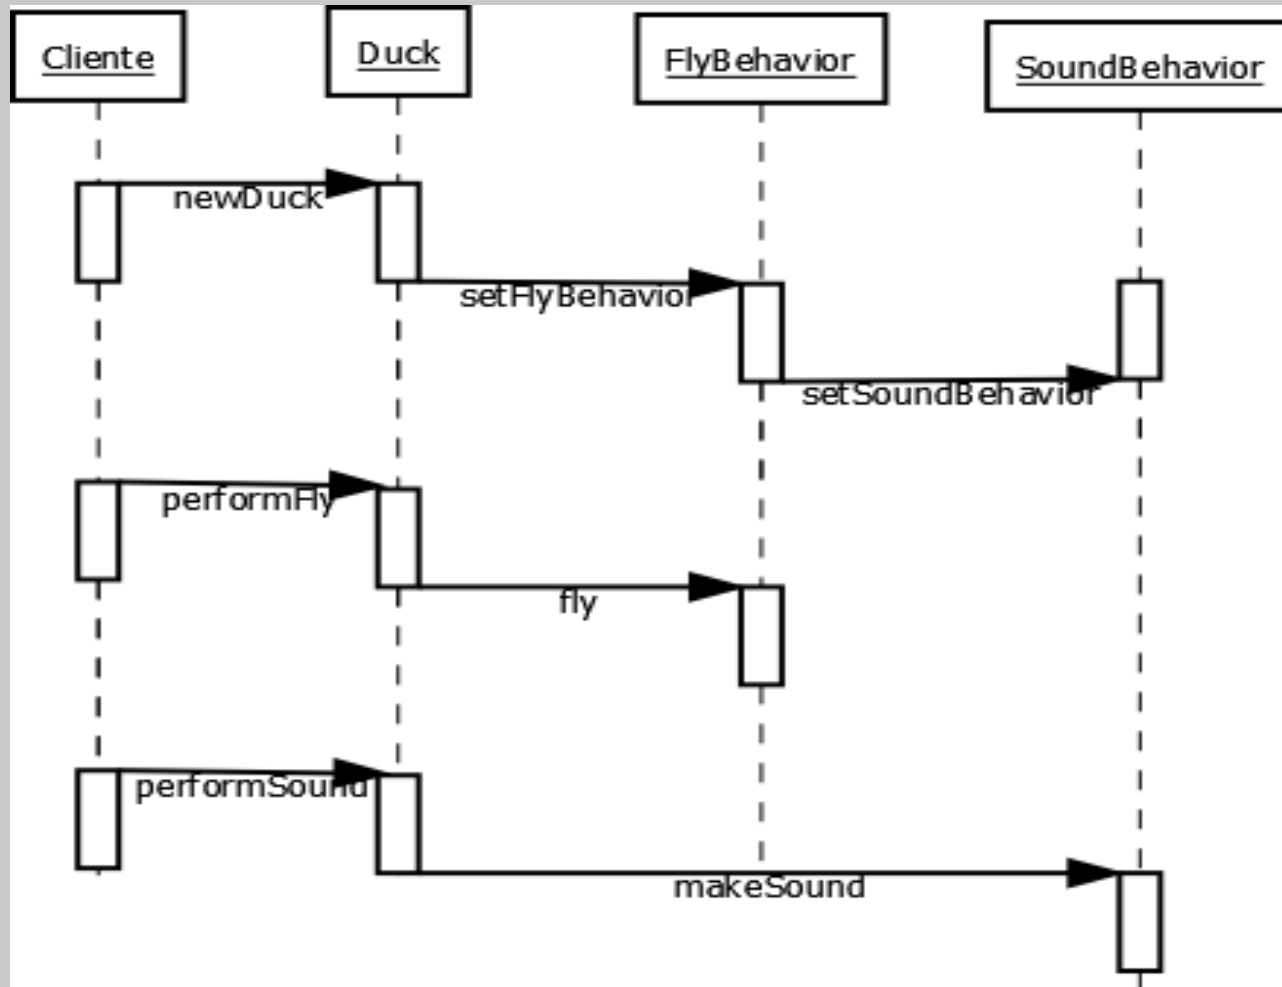 Cliente
Duck
FlyBehavior
SoundBehavior
newDuck
setFlyBehavior
setSoundBehavior
performFly
fly
performSound
makeSound